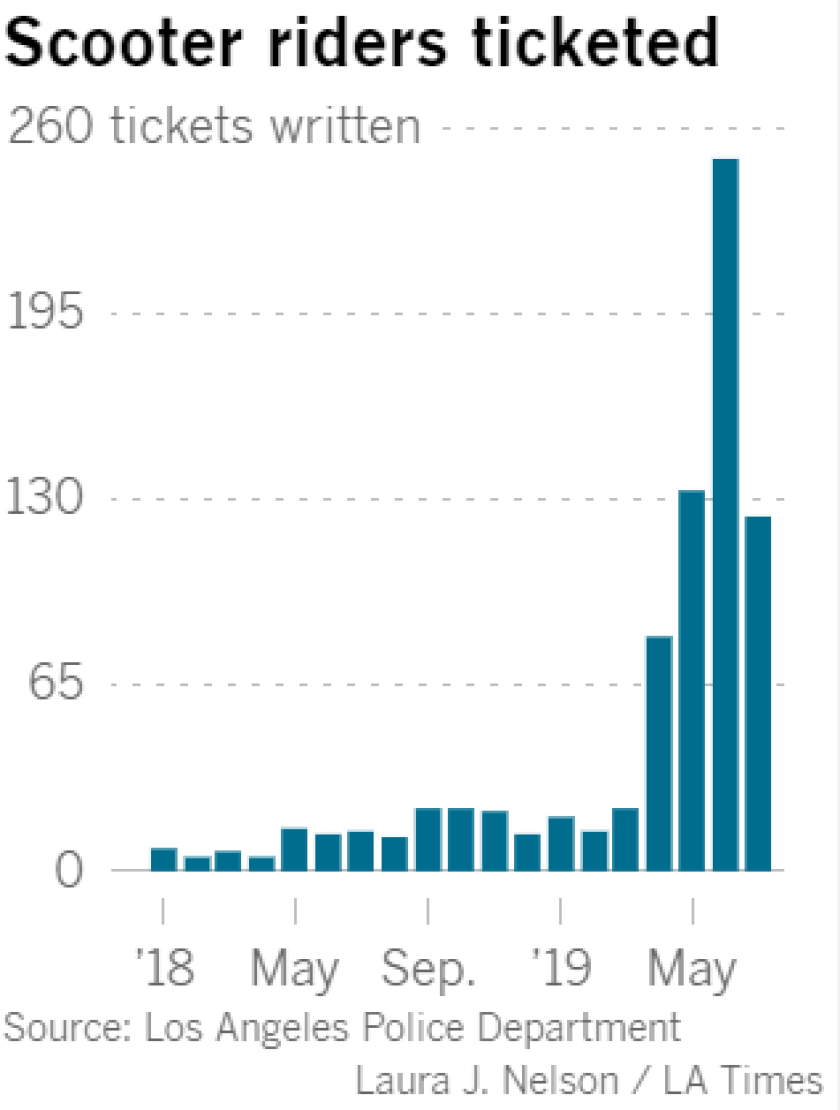 Scooter riders ticketed
260 tickets written
195
130
65
0
’18 May Sep. ’19 May
Source: Los Angeles Police Department
Laura J. Nelson / LA Times